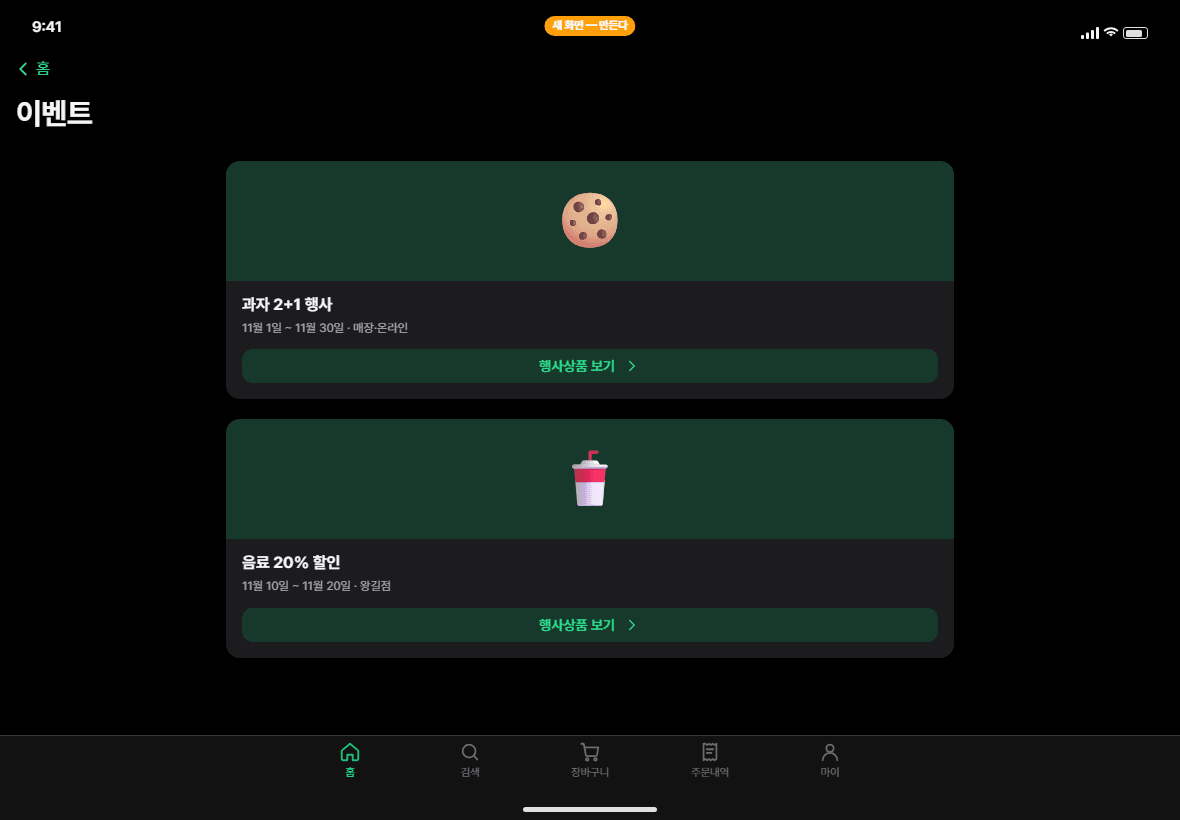 9:41
새 화면 — 만든다
홈
이벤트
과자 2+1 행사
11월 1일 ~ 11월 30일 · 매장·온라인
행사상품 보기
음료 20% 할인
11월 10일 ~ 11월 20일 · 왕길점
행사상품 보기
홈
검색
장바구니
주문내역
마이